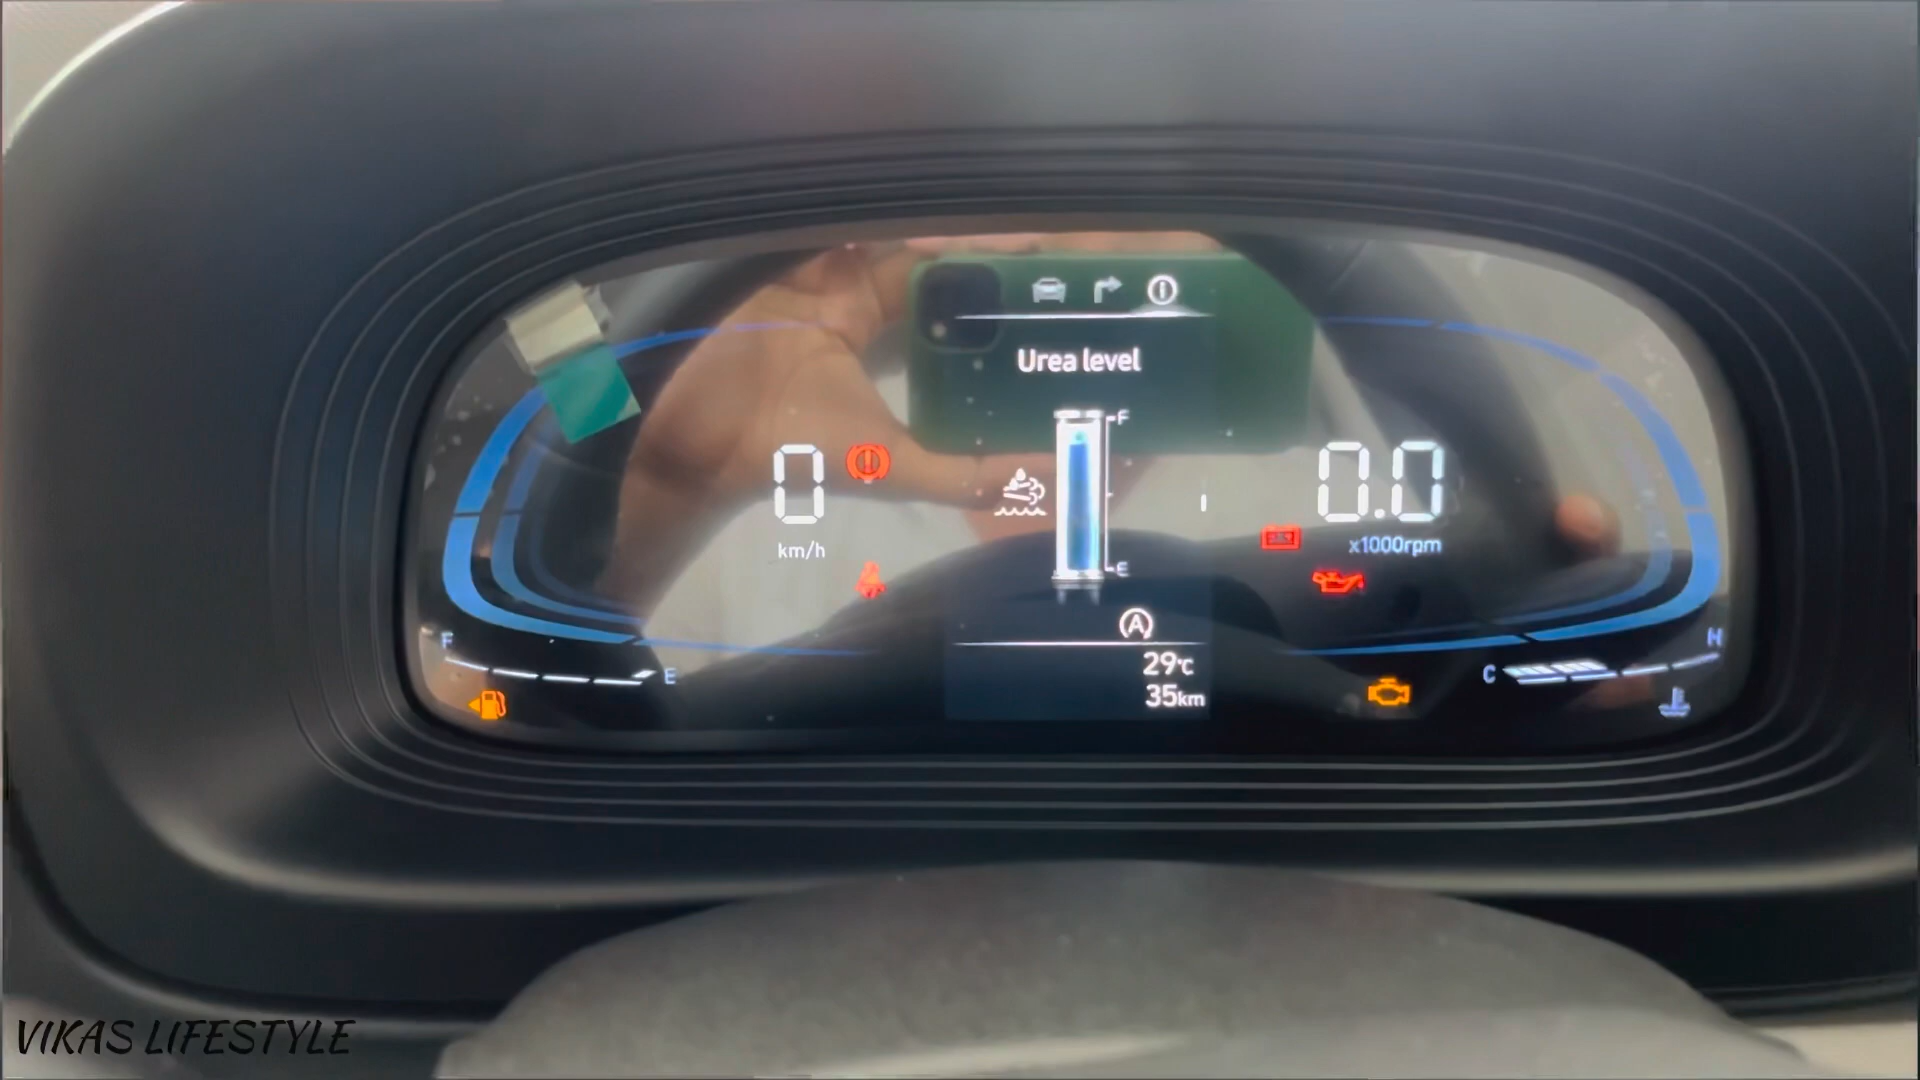 Urea level
F
0
0.0
km/h
x1000rpm
E
A
F
E
29°C
35km
C
H
VIKAS LIFESTYLE